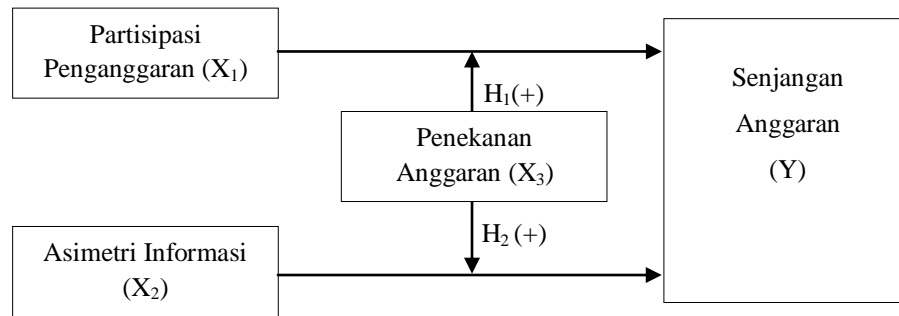 Partisipasi
Penganggaran (X₁)
H₁(+)
Penekanan
Anggaran (X₃)
H₂ (+)
Asimetri Informasi
(X₂)
Senjangan
Anggaran
(Y)